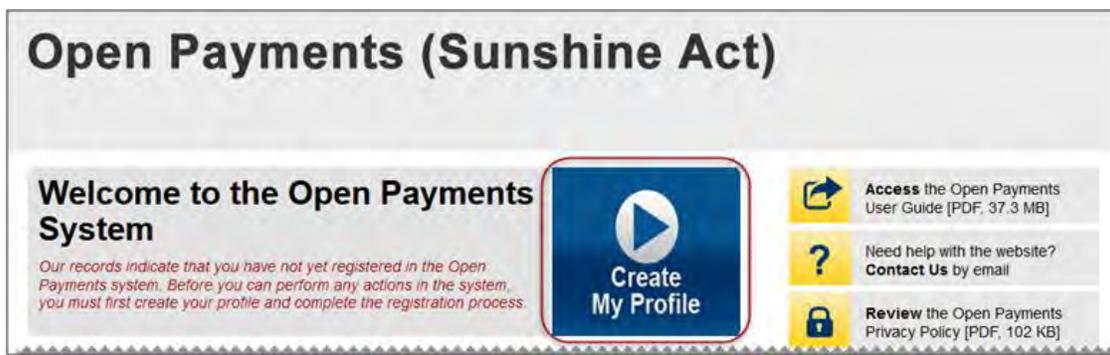 Open Payments (Sunshine Act)
Welcome to the Open Payments
System
Our records indicate that you have not yet registered in the Open
Payments system. Before you can perform any actions in the system,
you must first create your profile and complete the registration process.
Create
My Profile
Access the Open Payments
User Guide [PDF, 37.3 MB]
?
Need help with the website?
Contact Us by email
Review the Open Payments
Privacy Policy [PDF, 102 KB]